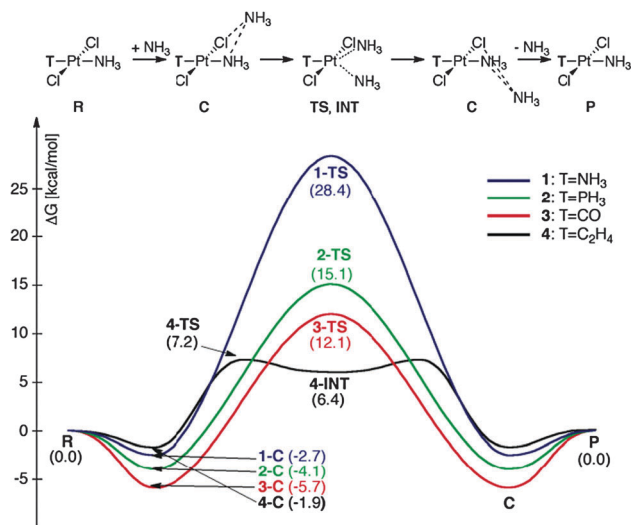 Cl
T-Pt-NH3
Cl
R
+ NH3
NH3
Cl
T-Pt-NH3
Cl
C
Cl
NH3
T-Pt
Cl
NH3
TS, INT
Cl
T-Pt-NH3
Cl
NH3
C
- NH3
Cl
T-Pt-NH3
Cl
P
ΔG [kcal/mol]
25
20
15
10
5
0
-5
1: T=NH3
2: T=PH3
3: T=CO
4: T=C2H4
1-TS
(28.4)
2-TS
(15.1)
3-TS
(12.1)
4-TS
(7.2)
4-INT
(6.4)
R
(0.0)
P
(0.0)
1-C (-2.7)
2-C (-4.1)
3-C (-5.7)
4-C (-1.9)
C